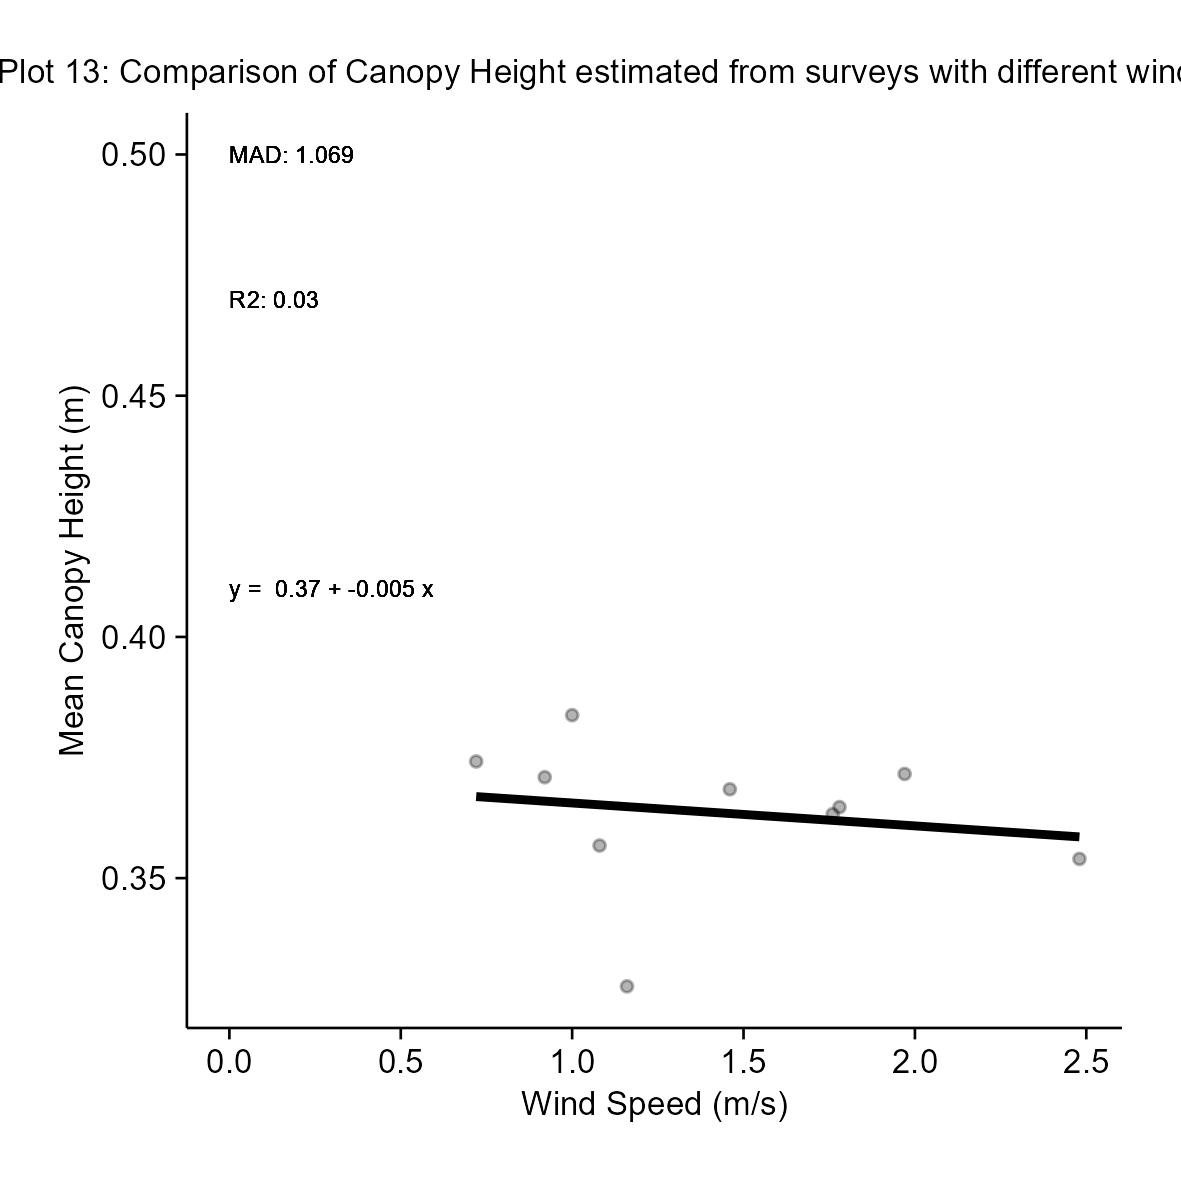 Plot 13: Comparison of Canopy Height estimated from surveys with different
0.50
MAD: 1.069
R2: 0.03
0.45
Mean Canopy Height (m)
y =  0.37 + -0.005 x
0.40
0.35
0.0 0.5 1.0 1.5 2.0 2.5
Wind Speed (m/s)